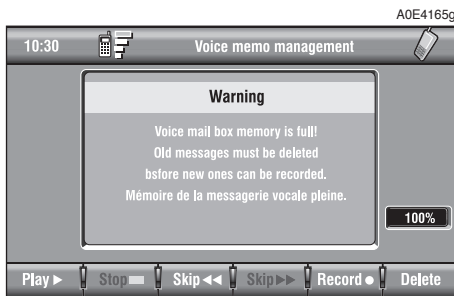 A0E4165g
10:30 Voice memo management
Warning
Voice mail box memory is full!
Old messages must be deleted
bsfore new ones can be recorded.
Mémoire de la messagerie vocale pleine.
100%
Play Stop Skip Skip Record Delete